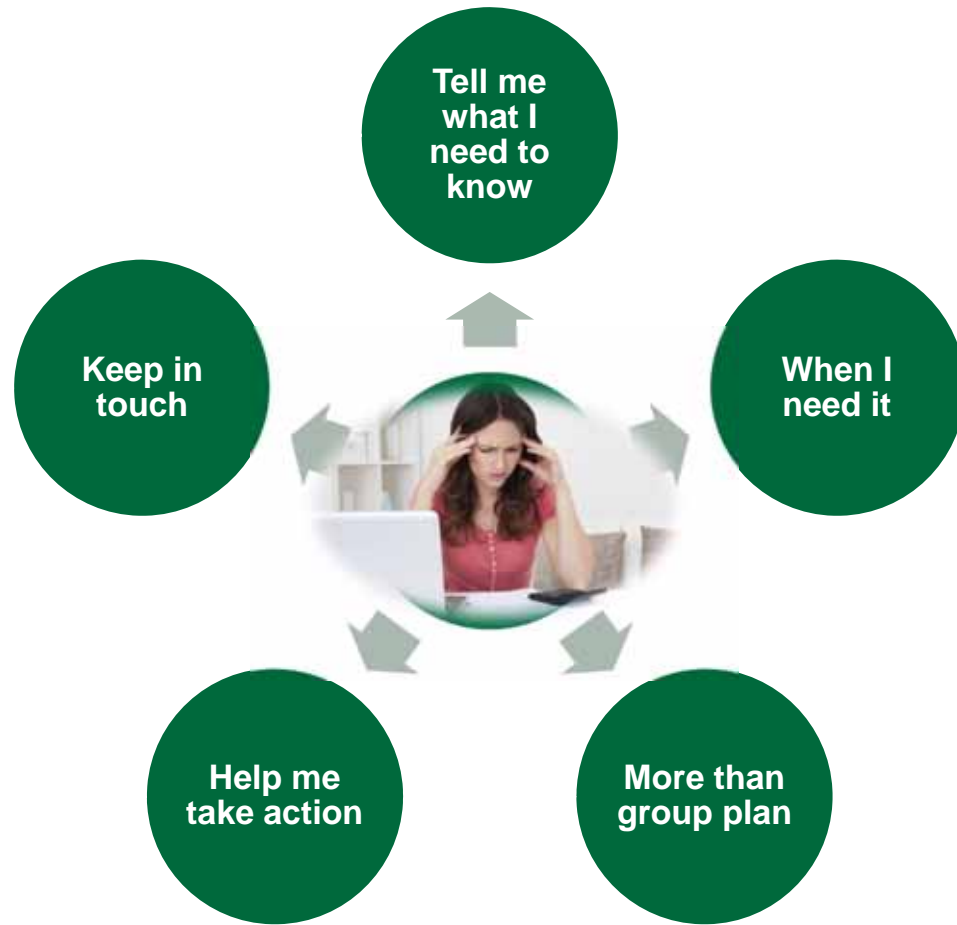 Tell me
what I
need to
know
Keep in
touch
When I
need it
Help me
take action
More than
group plan